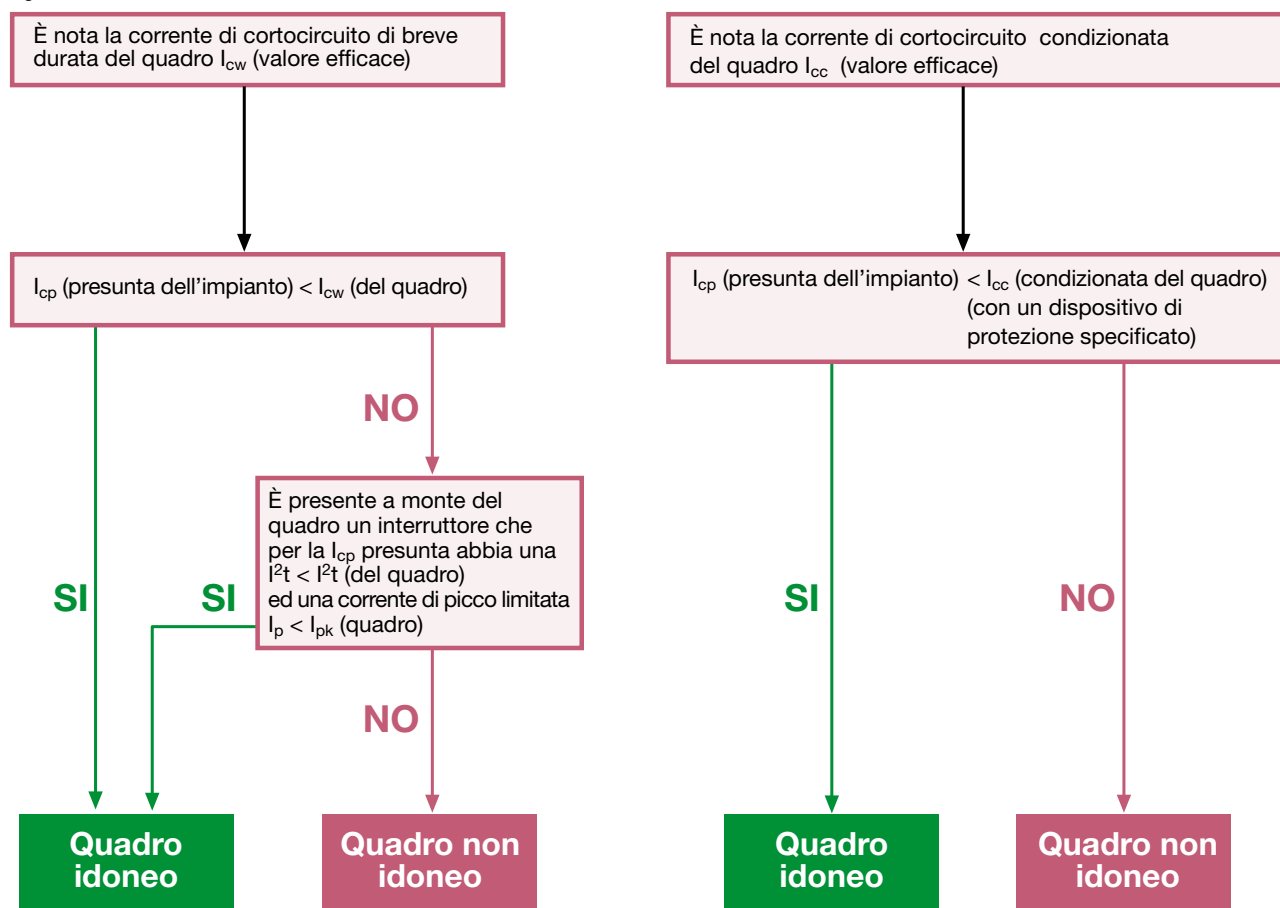 È nota la corrente di cortocircuito di breve
durata del quadro Icw (valore efficace)
È nota la corrente di cortocircuito condizionata
del quadro Icc (valore efficace)
Icp (presunta dell'impianto) < Icw (del quadro)
Icp (presunta dell'impianto) < Icc (condizionata del quadro)
(con un dispositivo di
protezione specificato)
NO
È presente a monte del
quadro un interruttore che
per la Icp presunta abbia una
I²t < I²t (del quadro)
ed una corrente di picco limitata
Ip < Ipk (quadro)
SI
SI
NO
SI
NO
Quadro
idoneo
Quadro non
idoneo
Quadro
idoneo
Quadro non
idoneo